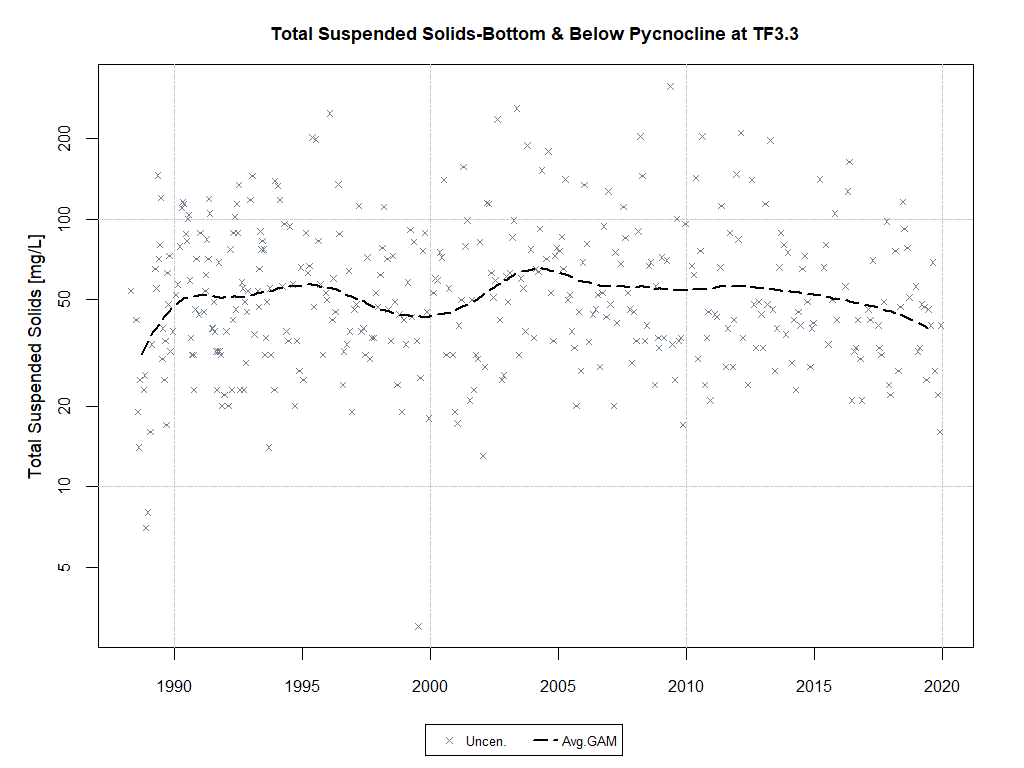 Total Suspended Solids-Bottom & Below Pycnocline at TF3.3
Total Suspended Solids [mg/L]
200
100
50
20
10
5
1990 1995 2000 2005 2010 2015 2020
Uncen. Avg.GAM